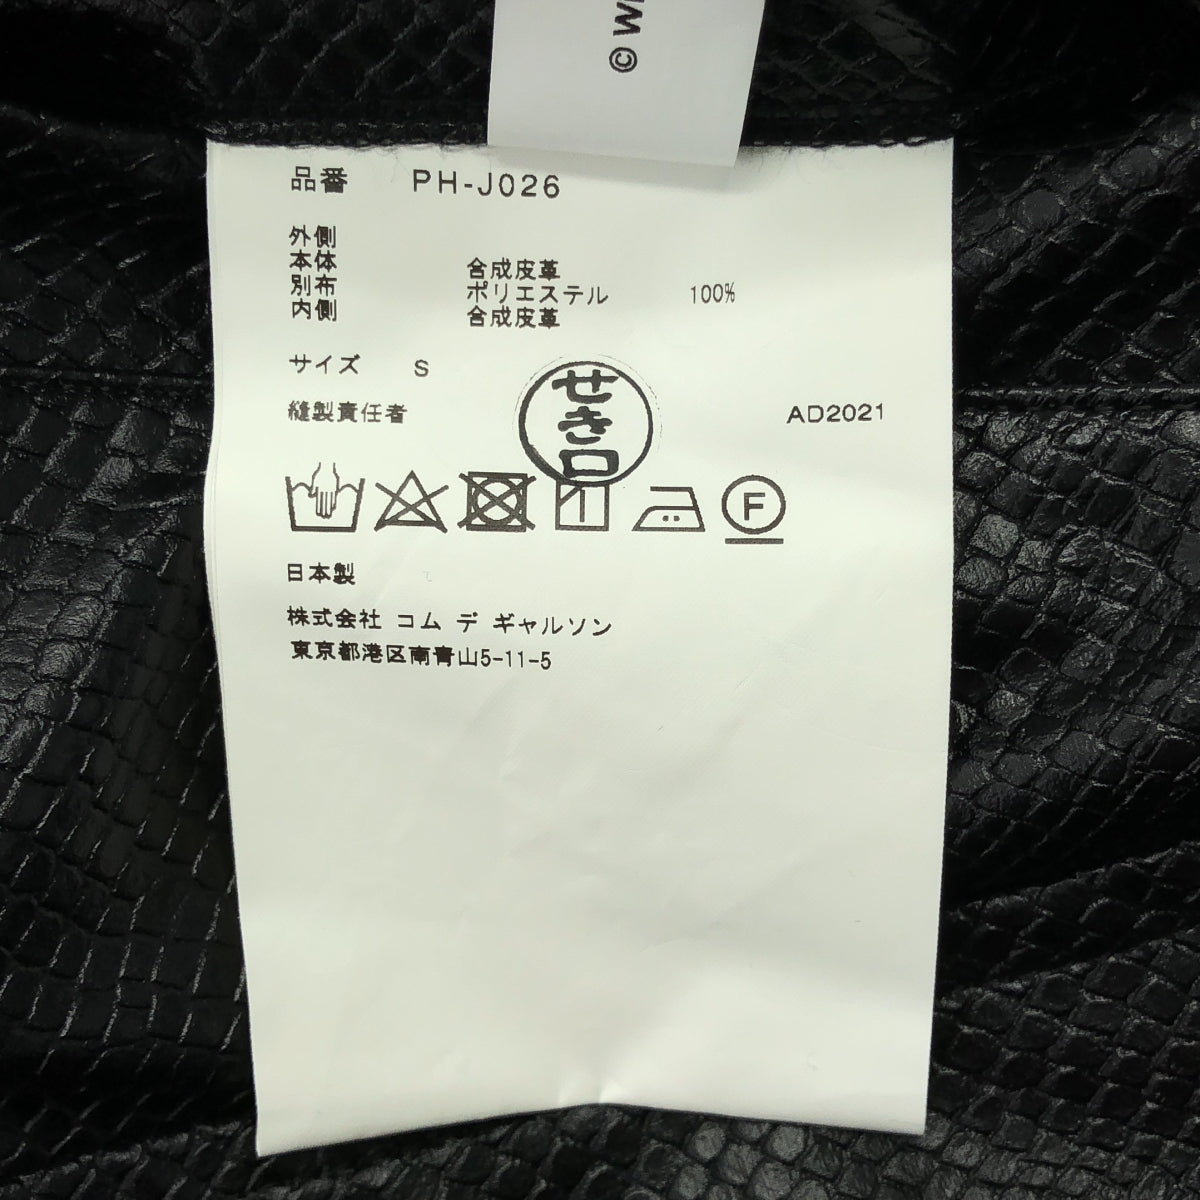 ©
品番 PH-J026
外側
本体 合成皮革
別布 ポリエステル 100%
内側 合成皮革
サイズ S
縫製責任者 せき口 AD2021
F
日本製
株式会社 コム デ ギャルソン
東京都港区南青山5-11-5